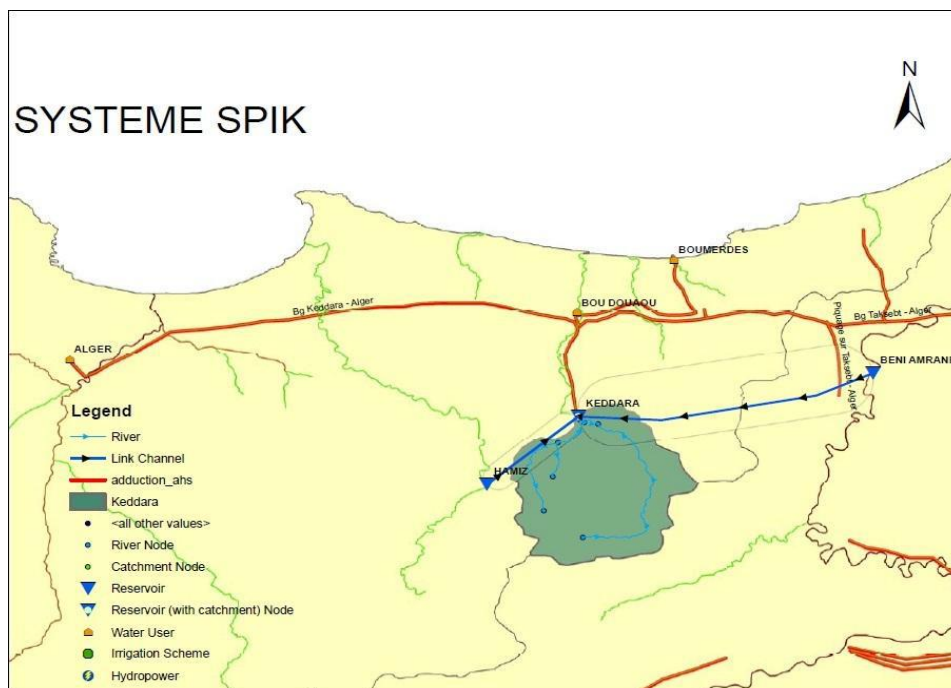 N
SYSTEME SPIK
BOUMERDES
BOU DOUAOU
Bg Keddara - Alger
Bg Taksebt - Alger
Piquage sur Taksebt - Alger
ALGER
BENI AMRANE
KEDDARA
HAMIZ
Legend
River
Link Channel
adduction_ahs
Keddara
<all other values>
River Node
Catchment Node
Reservoir
Reservoir (with catchment) Node
Water User
Irrigation Scheme
Hydropower